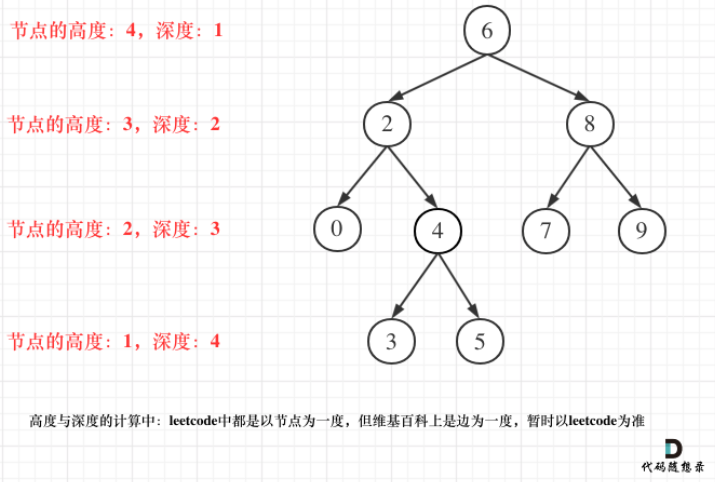 节点的高度：4，深度：1
6
节点的高度：3，深度：2
2
8
节点的高度：2，深度：3
0
4
7
9
节点的高度：1，深度：4
3
5
高度与深度的计算中：leetcode中都是以节点为一度，但维基百科上是边为一度，暂时以leetcode为准
代码随想录